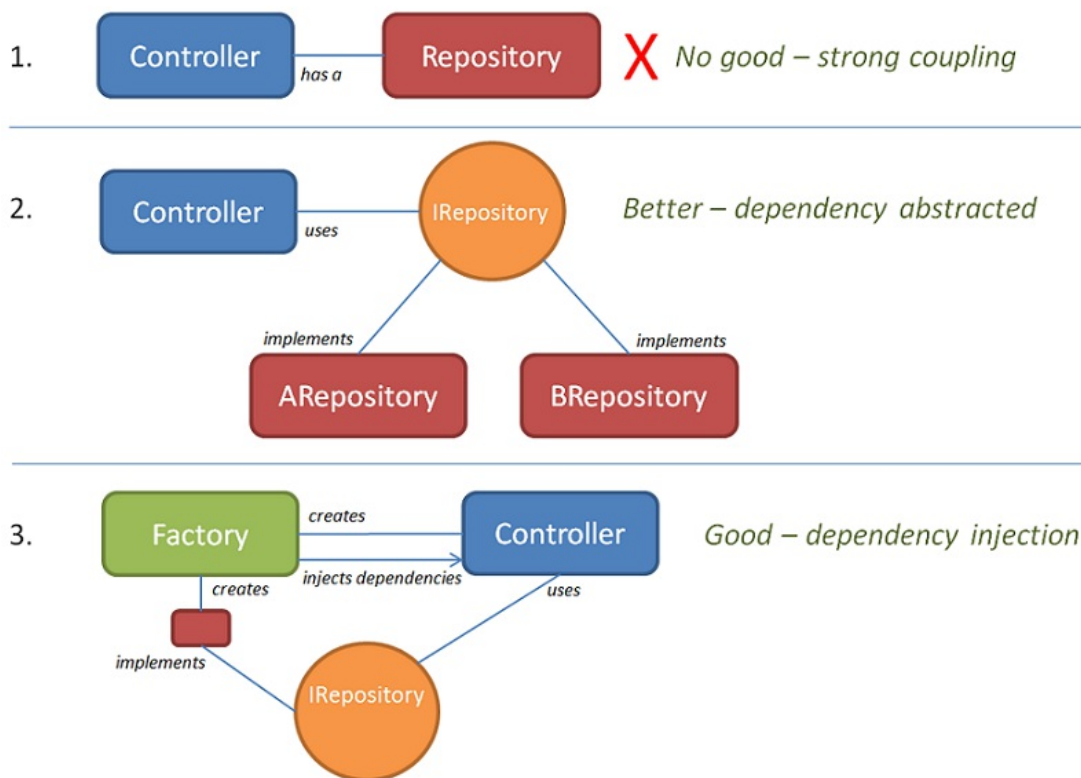 1.
Controller
has a
Repository
X
No good – strong coupling
2.
Controller
uses
IRepository
Better – dependency abstracted
implements
implements
ARepository
BRepository
3.
Factory
creates
injects dependencies
Controller
Good – dependency injection
creates
uses
implements
IRepository